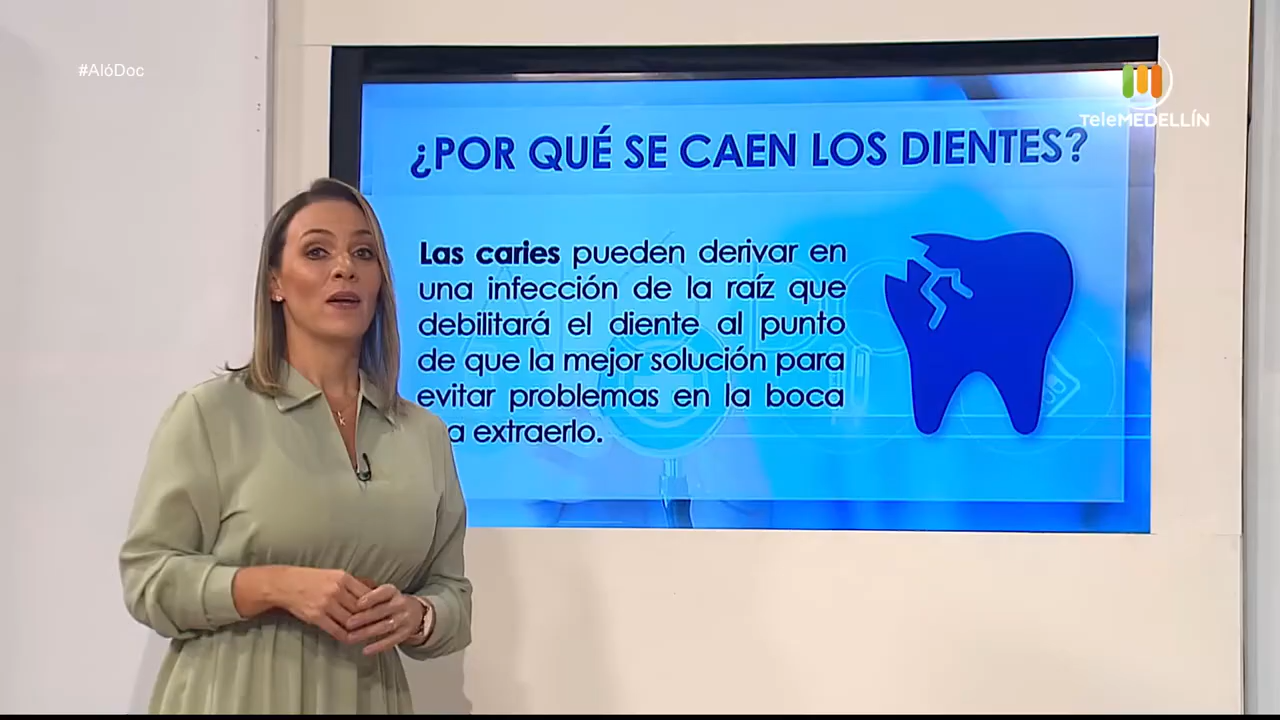 #AlóDoc
TeleMEDELLÍN
¿POR QUÉ SE CAEN LOS DIENTES?
Las caries pueden derivar en
una infección de la raíz que
debilitará el diente al punto
de que la mejor solución para
evitar problemas en la boca
a extraerlo.